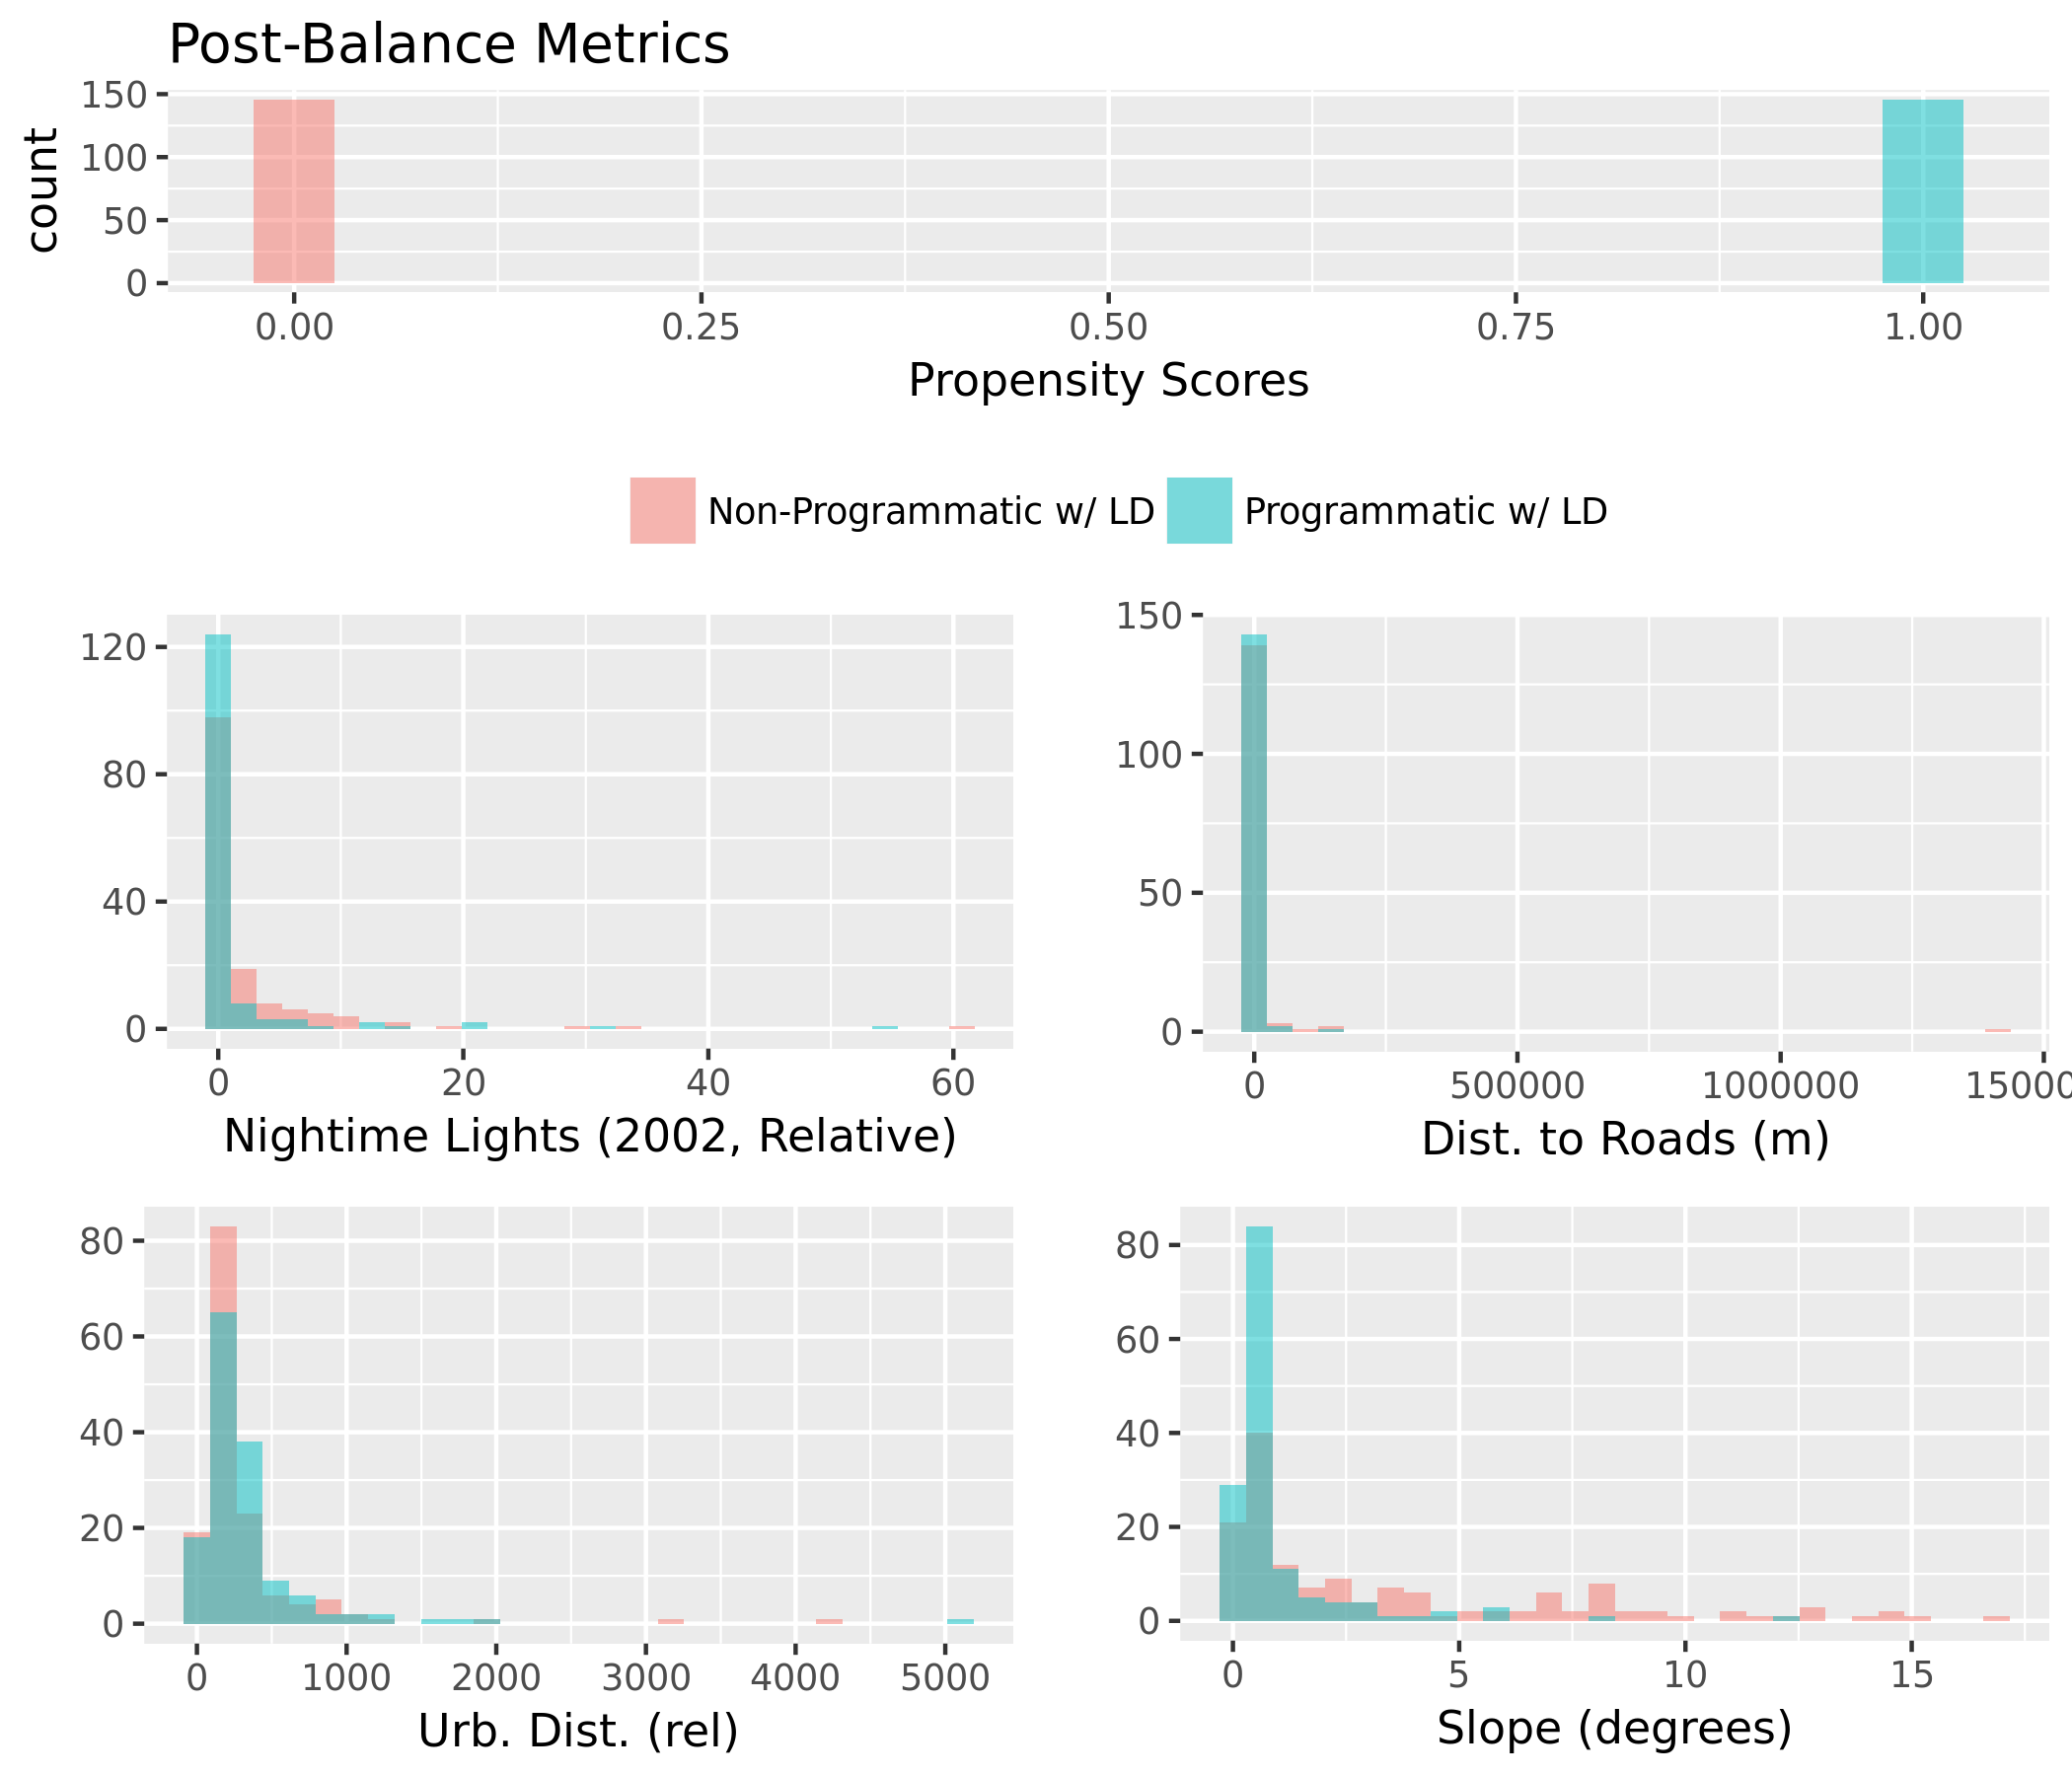 Post-Balance Metrics
count
150
100
50
0
0.00 0.25 0.50 0.75 1.00
Propensity Scores
Non-Programmatic w/ LD Programmatic w/ LD
120
80
40
0
0 20 40 60
Nightime Lights (2002, Relative)
150
100
50
0
0 500000 1000000 15000
Dist. to Roads (m)
80
60
40
20
0
0 1000 2000 3000 4000 5000
Urb. Dist. (rel)
80
60
40
20
0
0 5 10 15
Slope (degrees)